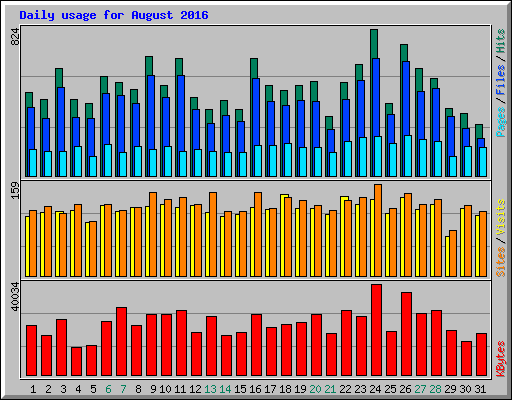 Daily usage for August 2016
824
Pages / Files / Hits
159
Sites / Visits
40034
KBytes
1 2 3 4 5 6 7 8 9 10 11 12 13 14 15 16 17 18 19 20 21 22 23 24 25 26 27 28 29 30 31